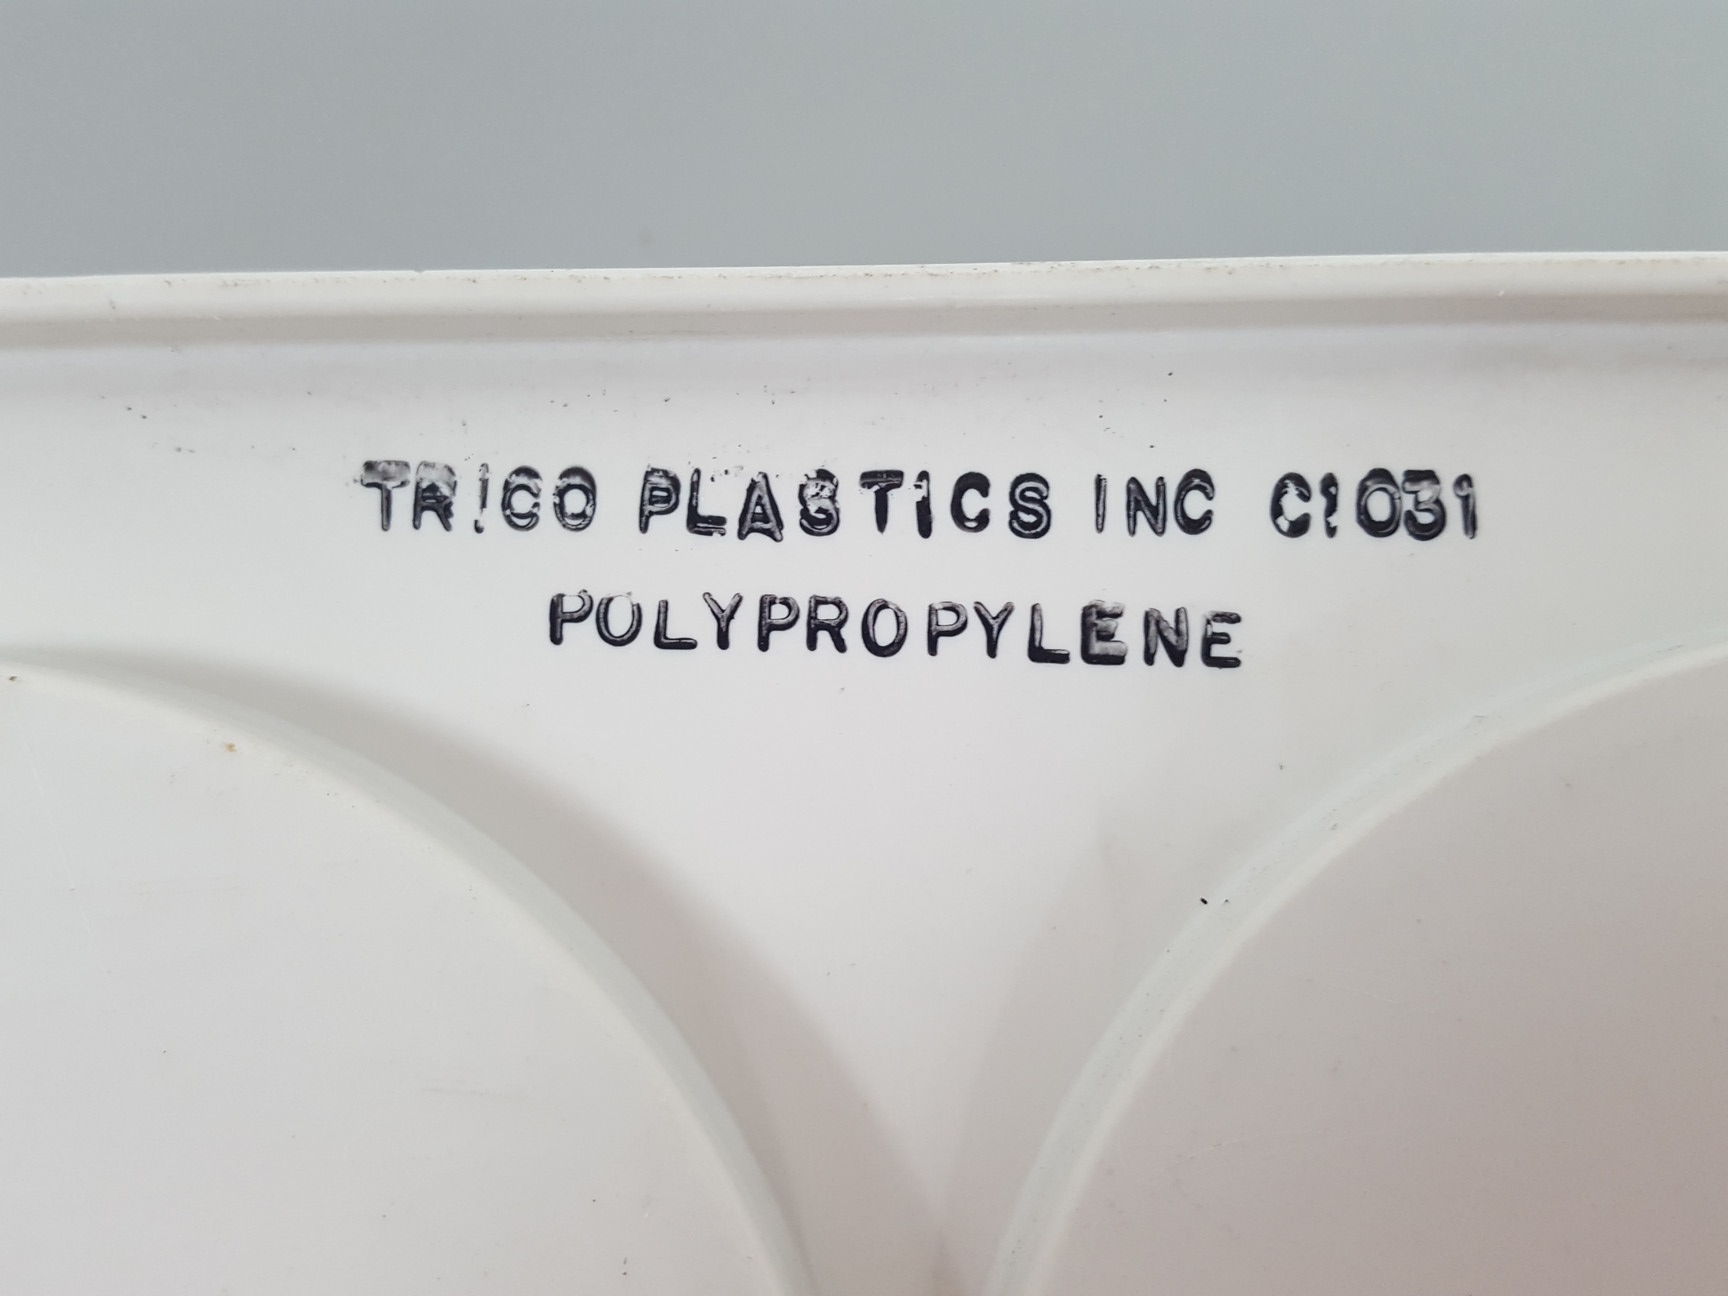 TRICO PLASTICS INC C1031
POLYPROPYLENE